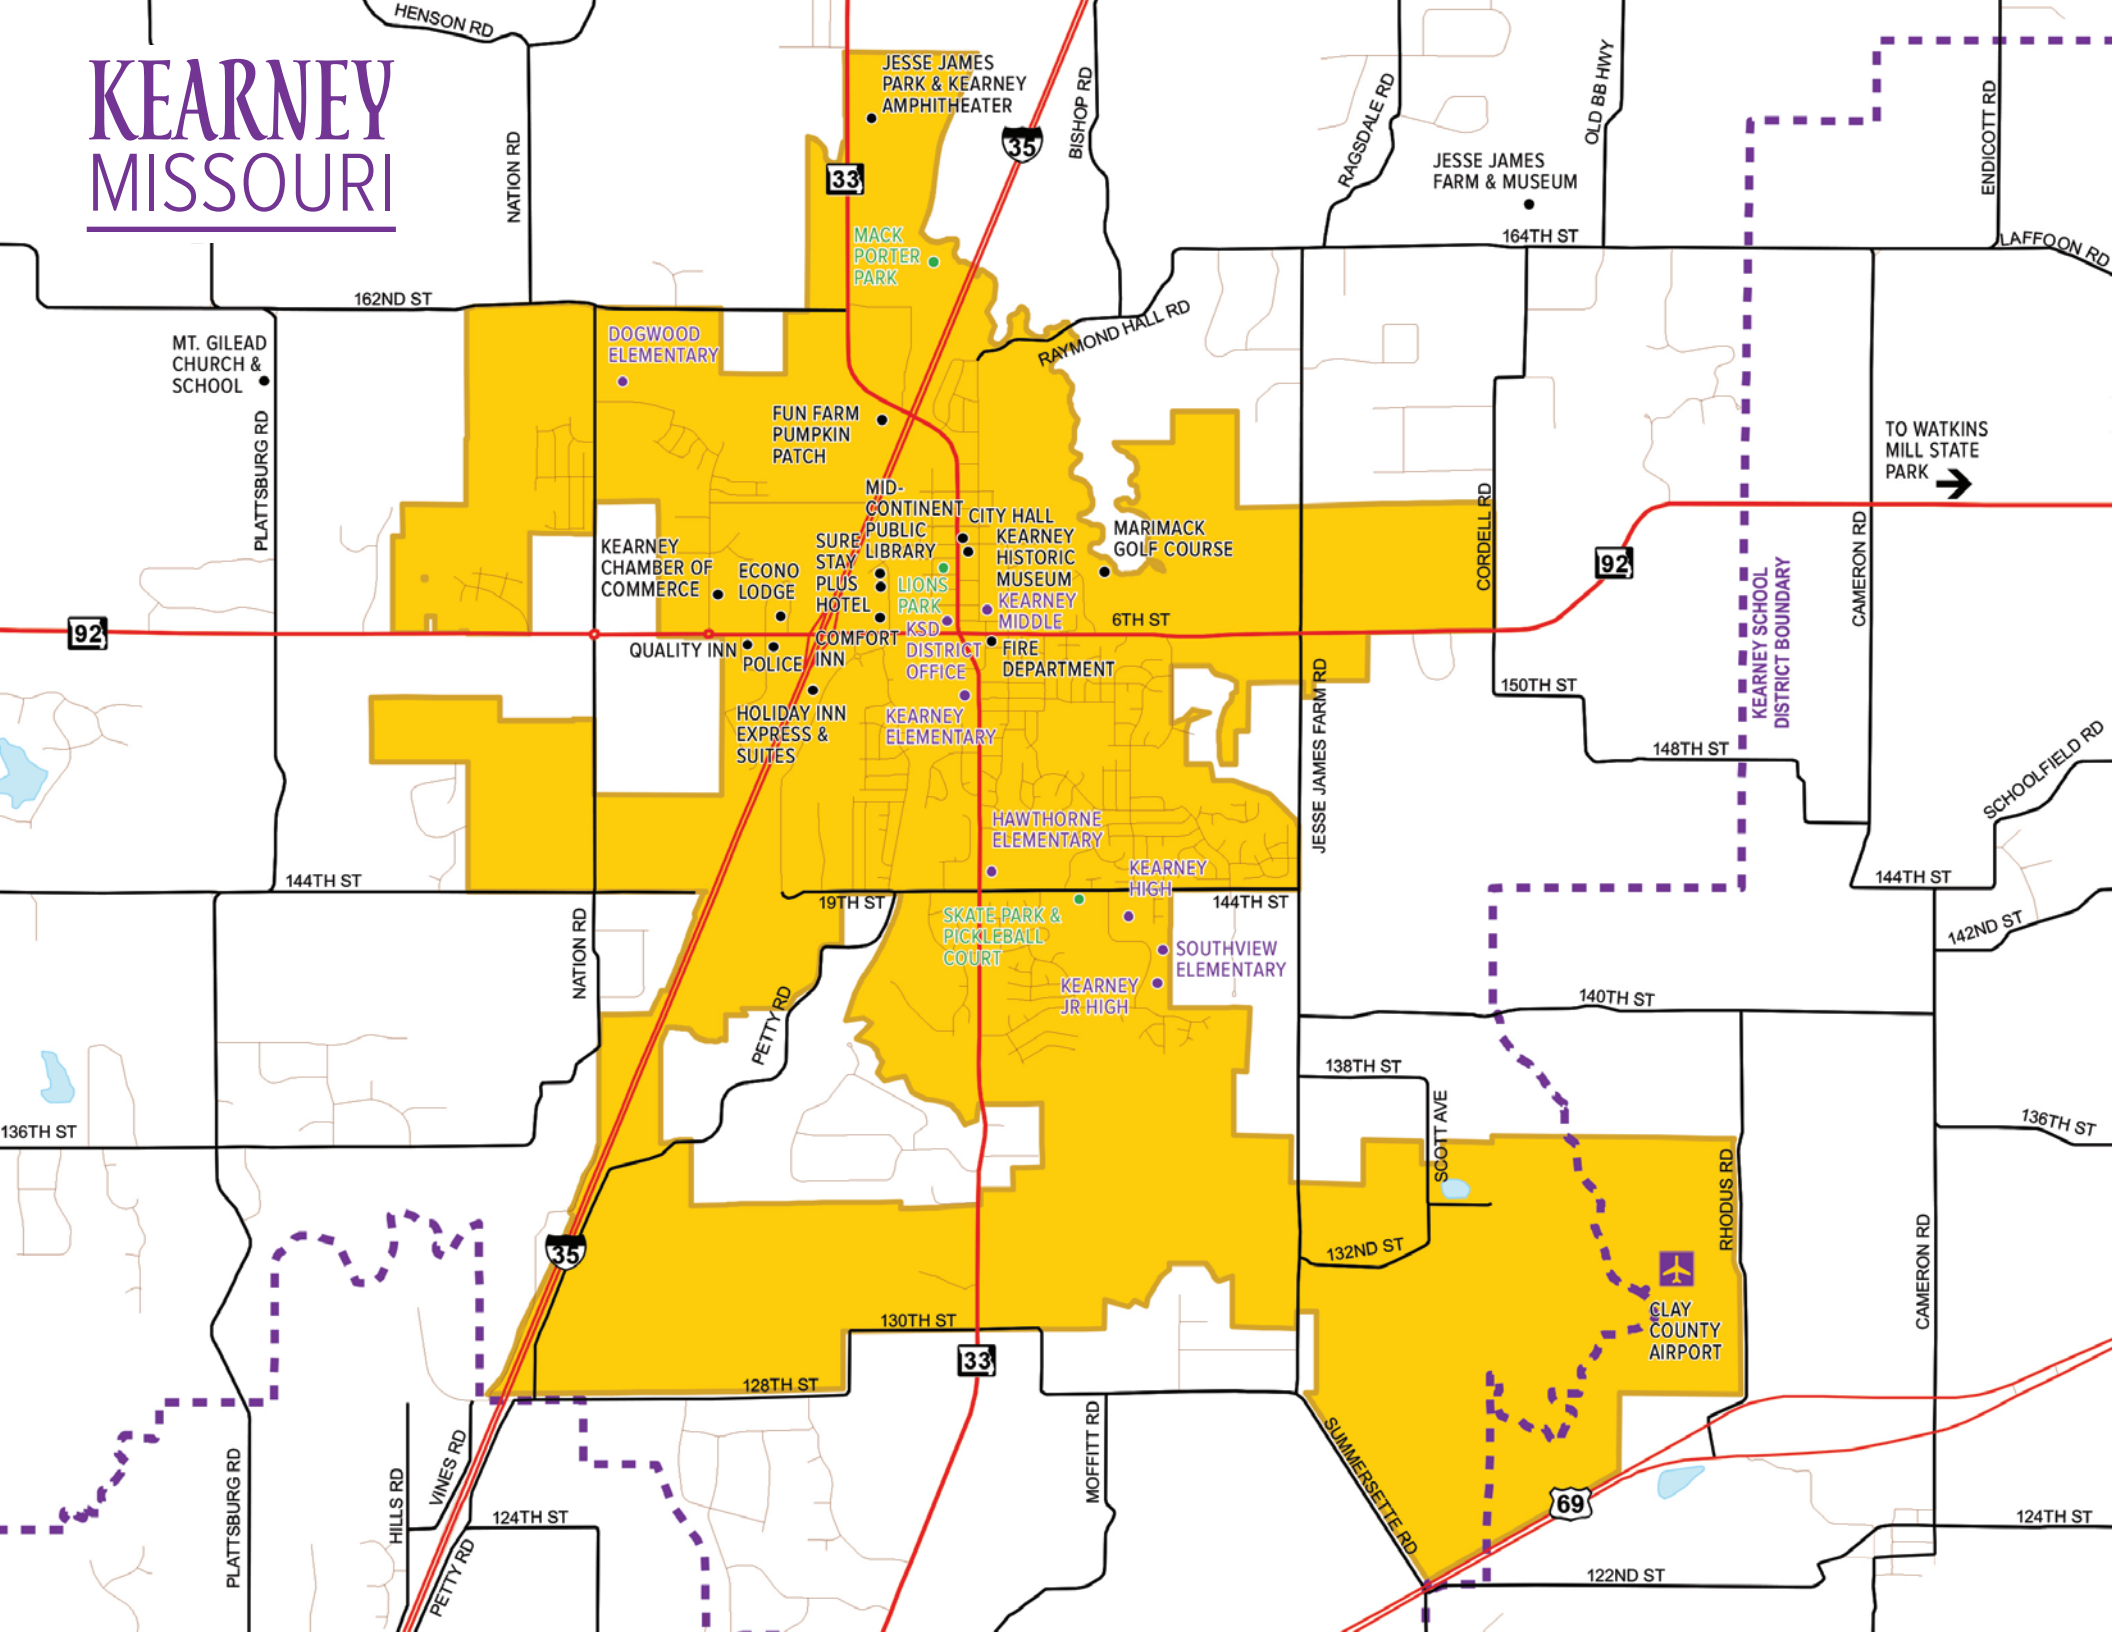 HENSON RD
KEARNEY
MISSOURI
NATION RD
JESSE JAMES
PARK & KEARNEY
AMPHITHEATER
33
35
BISHOP RD
RAGSDALE RD
OLD BB HWY
JESSE JAMES
FARM & MUSEUM
ENDICOTT RD
164TH ST
LAFFOON RD
MACK
PORTER
PARK
162ND ST
RAYMOND HALL RD
MT. GILEAD
CHURCH &
SCHOOL
DOGWOOD
ELEMENTARY
PLATTSBURG RD
FUN FARM
PUMPKIN
PATCH
TO WATKINS
MILL STATE
PARK
MID-
CONTINENT
PUBLIC
LIBRARY
CITY HALL
KEARNEY
HISTORIC
MUSEUM
MARIMACK
GOLF COURSE
CORDELL RD
CAMERON RD
KEARNEY
CHAMBER OF
COMMERCE
ECONO
LODGE
SURE
STAY
PLUS
HOTEL
LIONS
PARK
KEARNEY
MIDDLE
6TH ST
92
92
KEARNEY SCHOOL
DISTRICT BOUNDARY
QUALITY INN
POLICE
COMFORT
INN
KSD
DISTRICT
OFFICE
FIRE
DEPARTMENT
HOLIDAY INN
EXPRESS &
SUITES
KEARNEY
ELEMENTARY
JESSE JAMES FARM RD
150TH ST
148TH ST
SCHOOLFIELD RD
HAWTHORNE
ELEMENTARY
KEARNEY
HIGH
144TH ST
19TH ST
144TH ST
144TH ST
NATION RD
SKATE PARK &
PICKLEBALL
COURT
SOUTHVIEW
ELEMENTARY
KEARNEY
JR HIGH
142ND ST
140TH ST
PETTY RD
138TH ST
SCOTT AVE
136TH ST
136TH ST
RHODUS RD
CAMERON RD
35
132ND ST
CLAY
COUNTY
AIRPORT
130TH ST
33
128TH ST
MOFFITT RD
SUMMERSETTE RD
PLATTSBURG RD
HILLS RD
VINES RD
PETTY RD
124TH ST
69
124TH ST
122ND ST